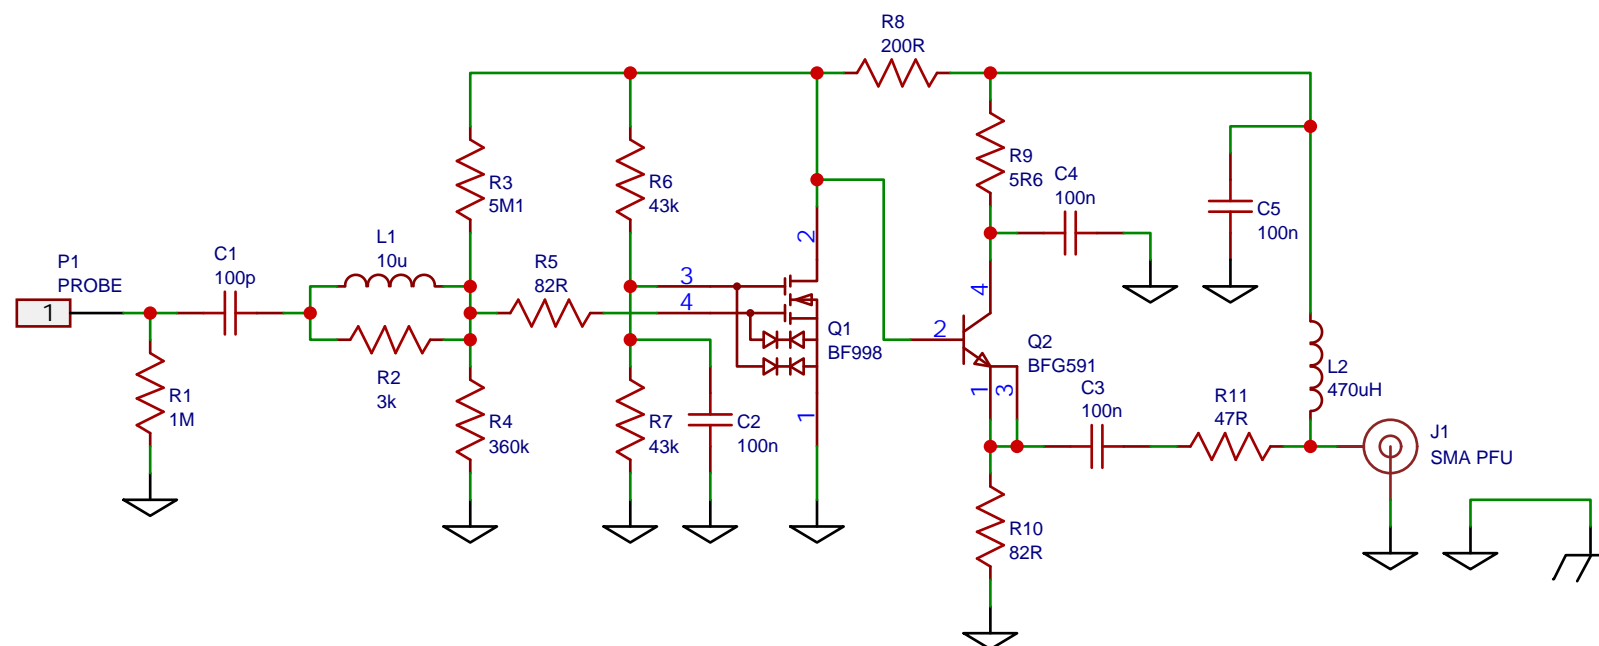 R8
200R
R3
5M1
R6
43k
R9
5R6
C4
100n
C5
100n
P1
PROBE
1
C1
100p
L1
10u
R5
82R
3
4
2
Q1
BF998
1
2
4
Q2
BFG591
1
3
R2
3k
R1
1M
R4
360k
R7
43k
C2
100n
C3
100n
R11
47R
L2
470uH
J1
SMA PFU
R10
82R